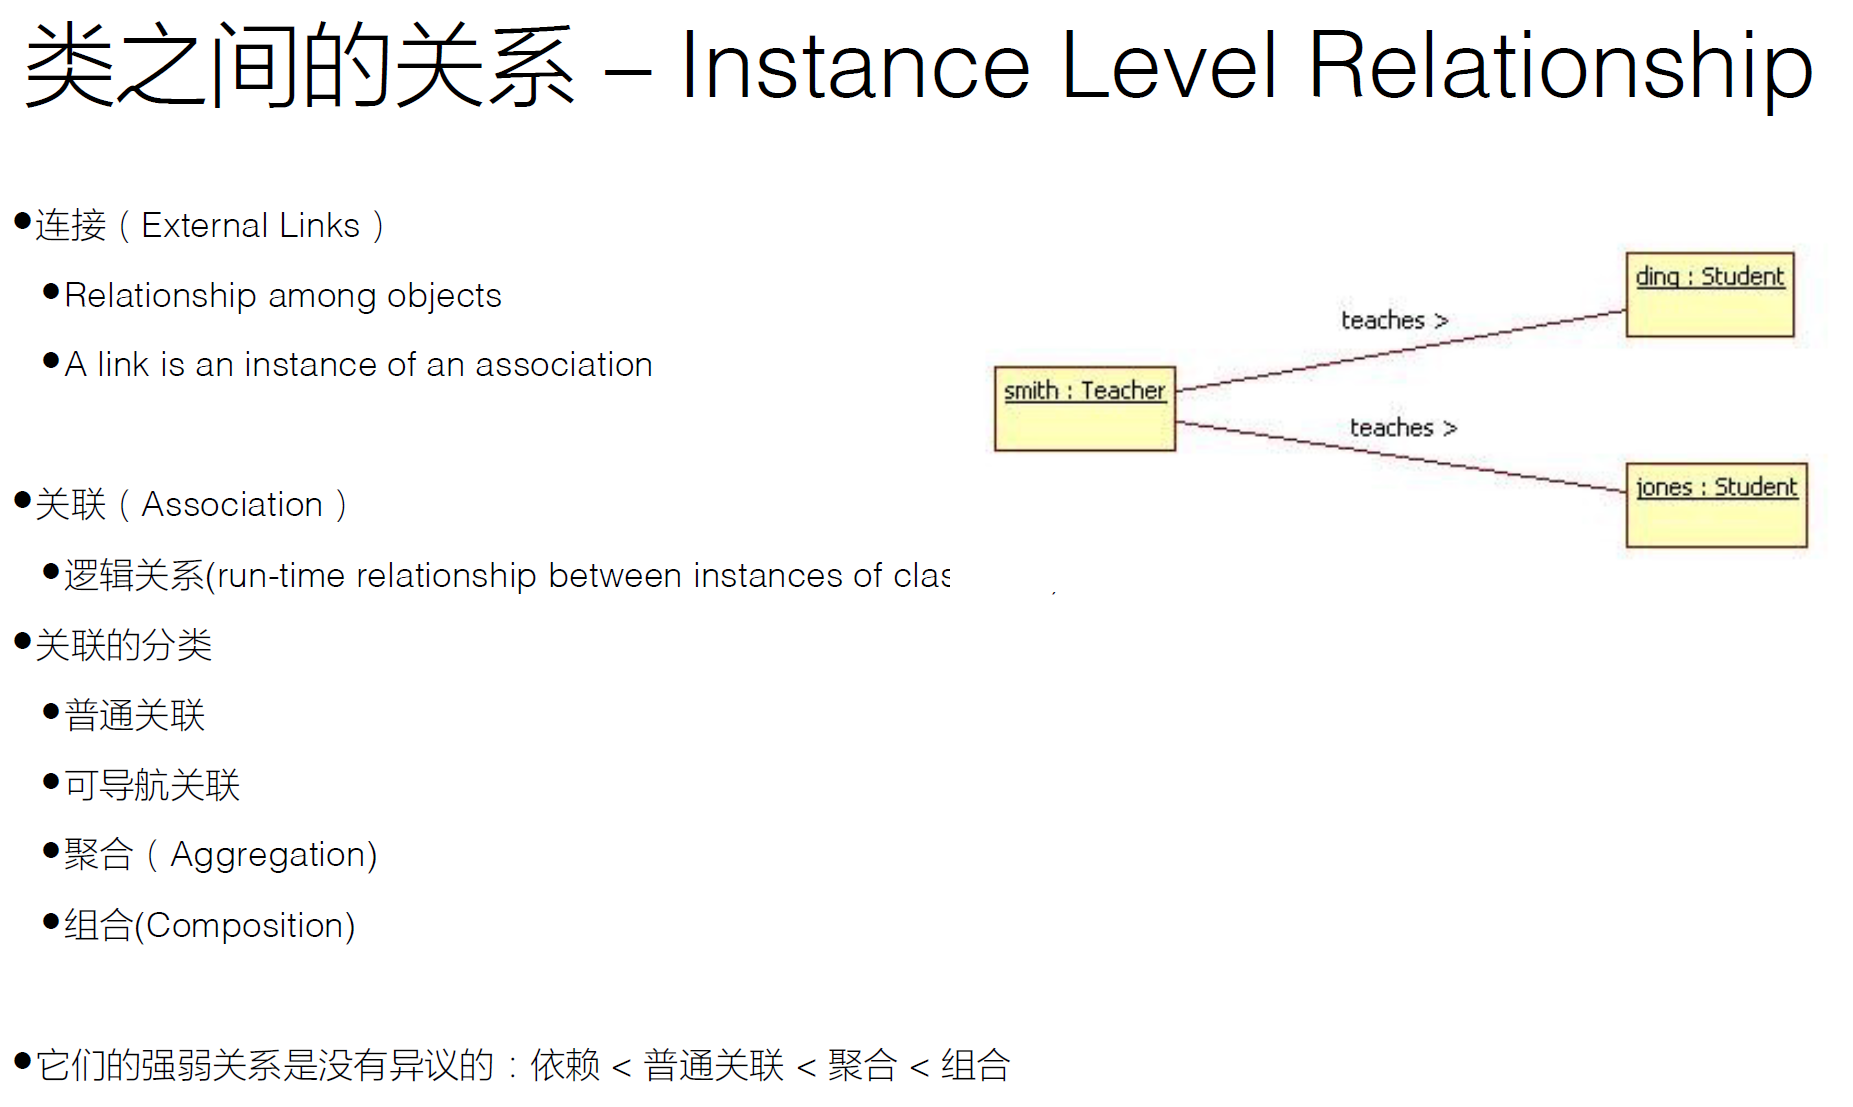 类之间的关系 – Instance Level Relationship
•连接（External Links）
•Relationship among objects
•A link is an instance of an association
•关联（Association）
•逻辑关系(run-time relationship between instances of
•关联的分类
•普通关联
•可导航关联
•聚合（Aggregation)
•组合(Composition)
•它们的强弱关系是没有异议的：依赖 < 普通关联 < 聚合 < 组合
ding : Student
teaches >
smith : Teacher
teaches >
jones : Student